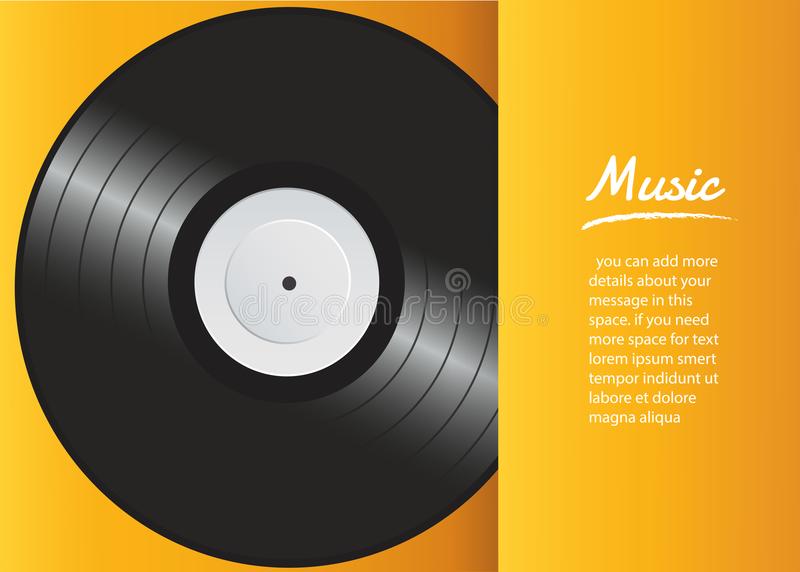 Music
you can add more
details about your
message in this
space. if you need
more space for text
lorem ipsum smert
tempor indidunt ut
labore et dolore
magna aliqua
dreamstime